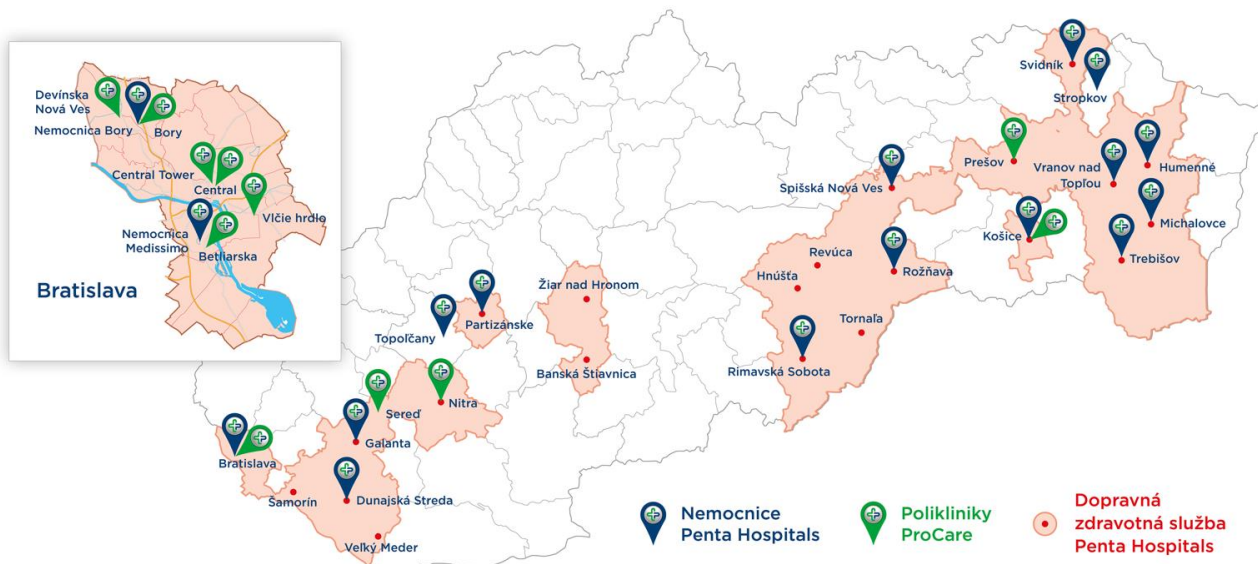 Devínska
Nová Ves
Nemocnica Bory
Bory
Central Tower
Central
Vlčie hrdlo
Nemocnica
Medissimo
Betliarska
Bratislava
Svidník
Stropkov
Prešov
Vranov nad
Topľou
Humenné
Spišská Nová Ves
Michalovce
Košice
Trebišov
Revúca
Rožňava
Hnúšťa
Tornaľa
Rimavská Sobota
Žiar nad Hronom
Partizánske
Topoľčany
Banská Štiavnica
Nitra
Sereď
Galanta
Bratislava
Šamorín
Dunajská Streda
Veľký Meder
Nemocnice
Penta Hospitals
Polikliniky
ProCare
Dopravná
zdravotná služba
Penta Hospitals